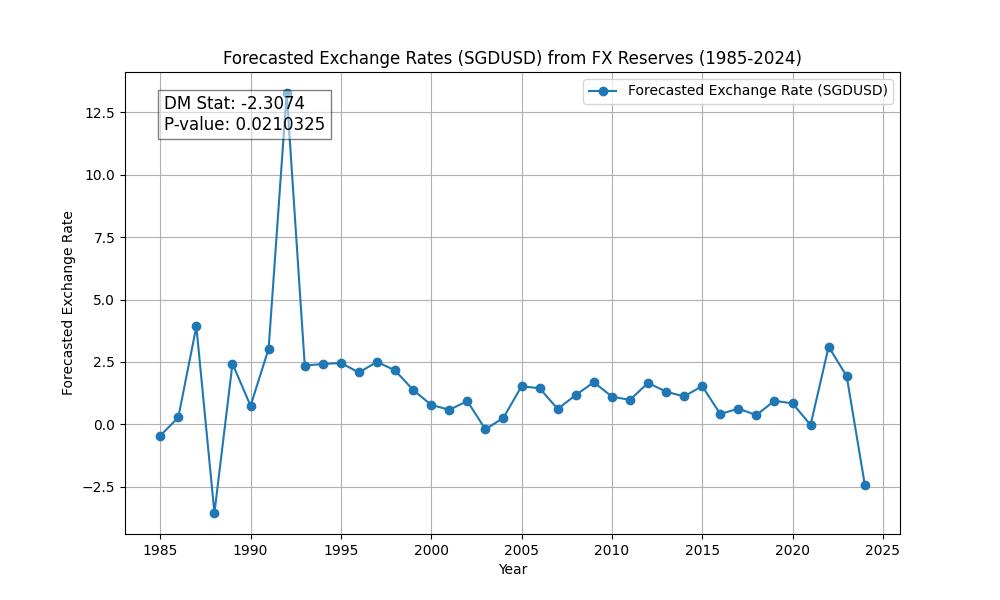 Forecasted Exchange Rates (SGDUSD) from FX Reserves (1985-2024)
DM Stat: -2.3074
P-value: 0.0210325
Forecasted Exchange Rate (SGDUSD)
Forecasted Exchange Rate
12.5
10.0
7.5
5.0
2.5
0.0
−2.5
1985 1990 1995 2000 2005 2010 2015 2020 2025
Year